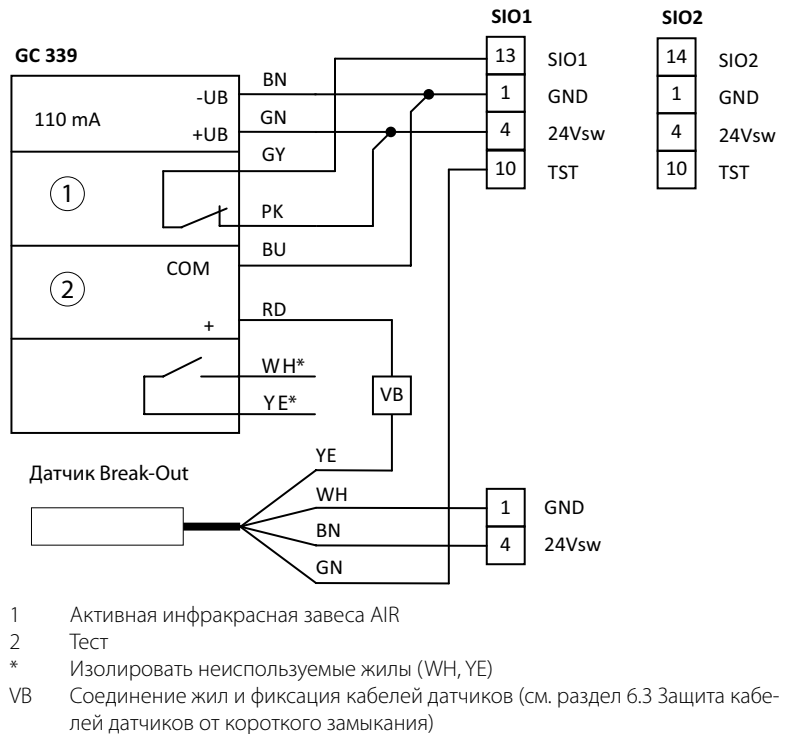 SIO1 SIO2
GC 339
13 SIO1 14 SIO2
BN
-UB 1 GND 1 GND
110 mA
GN
+UB 4 24Vsw 4 24Vsw
GY
10 TST 10 TST
1
PK
BU
COM
2
RD
+
WH*
VB
YE*
YE
Датчик Break-Out
WH
1 GND
BN
4 24Vsw
GN
1 Активная инфракрасная завеса AIR
2 Тест
* Изолировать неиспользуемые жилы (WH, YE)
VB Соединение жил и фиксация кабелей датчиков (см. раздел 6.3 Защита кабе-
лей датчиков от короткого замыкания)